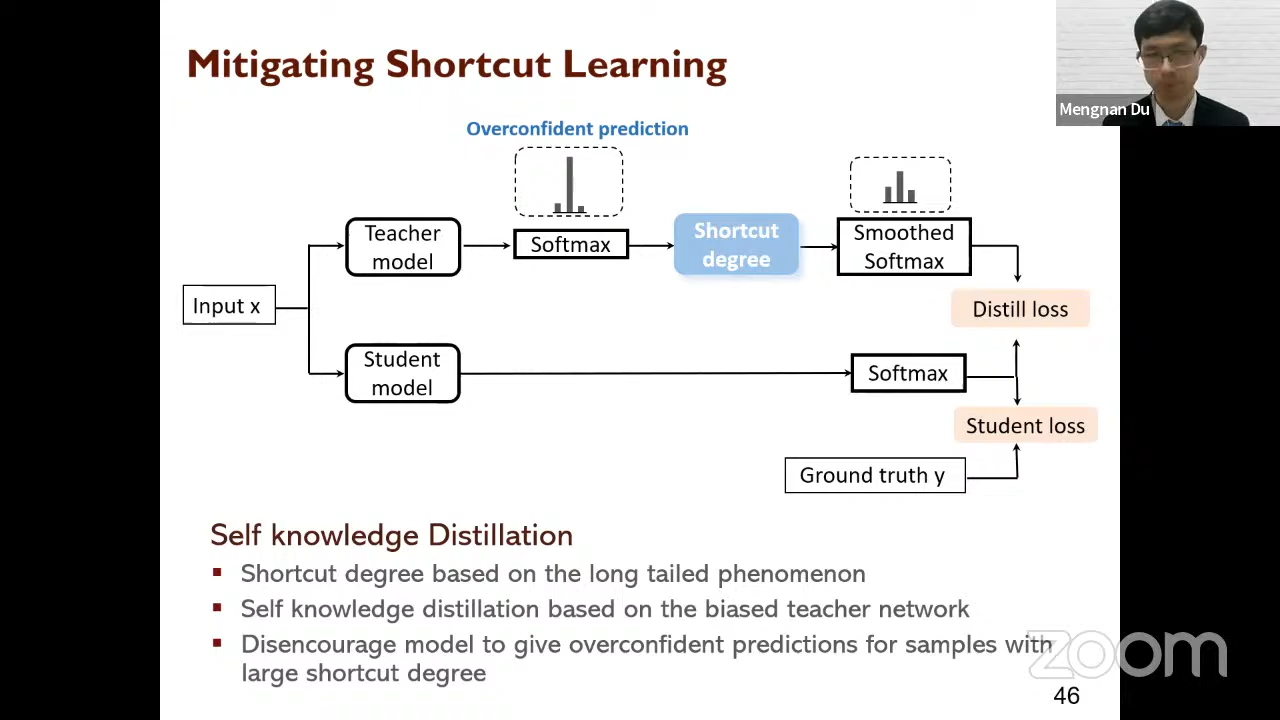 Mitigating Shortcut Learning
Mengnan Du
Overconfident prediction
Teacher
model
Softmax
Shortcut
degree
Smoothed
Softmax
Input x
Distill loss
Student
model
Softmax
Student loss
Ground truth y
Self knowledge Distillation
Shortcut degree based on the long tailed phenomenon
Self knowledge distillation based on the biased teacher network
Disencourage model to give overconfident predictions for samples with
large shortcut degree
zoom
46